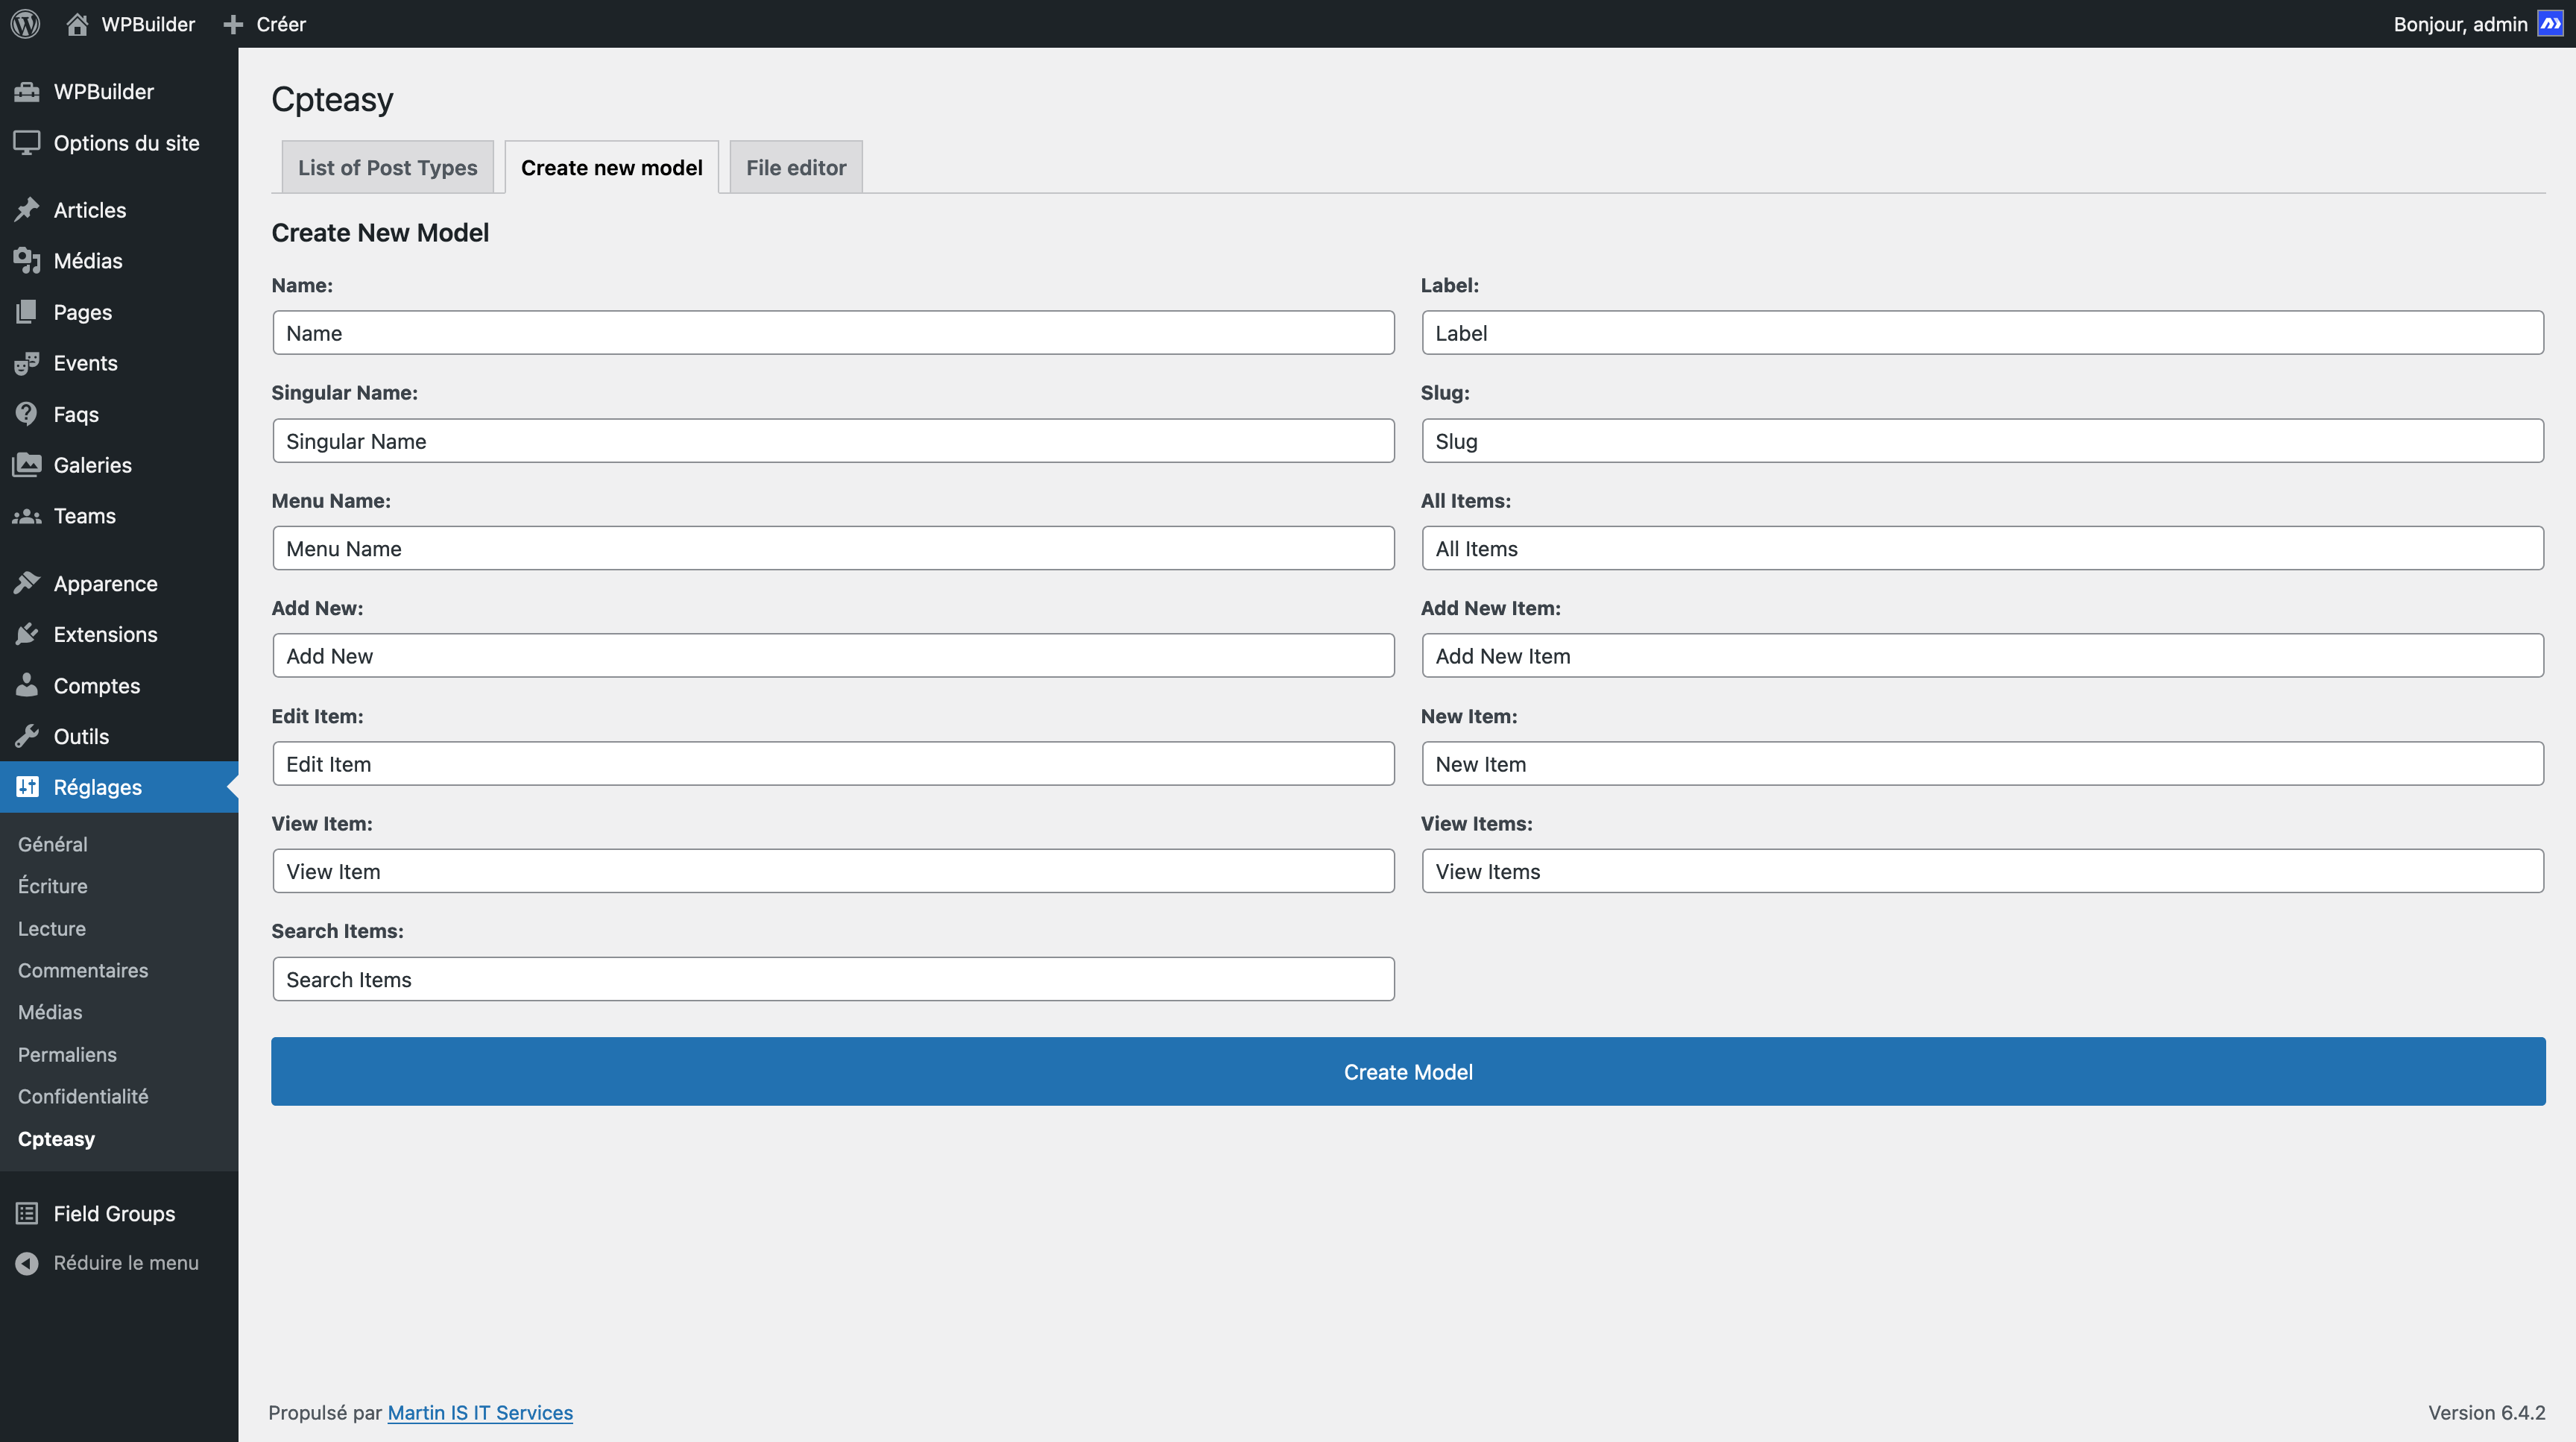 WPBuilder
Créer
Bonjour, admin
WPBuilder
Options du site
Articles
Médias
Pages
Events
Faqs
Galeries
Teams
Apparence
Extensions
Comptes
Outils
Réglages
Général
Écriture
Lecture
Commentaires
Médias
Permaliens
Confidentialité
Cpteasy
Field Groups
Réduire le menu
Cpteasy
List of Post Types
Create new model
File editor
Create New Model
Name:
Name
Label:
Label
Singular Name:
Singular Name
Slug:
Slug
Menu Name:
Menu Name
All Items:
All Items
Add New:
Add New
Add New Item:
Add New Item
Edit Item:
Edit Item
New Item:
New Item
View Item:
View Item
View Items:
View Items
Search Items:
Search Items
Create Model
Propulsé par Martin IS IT Services
Version 6.4.2